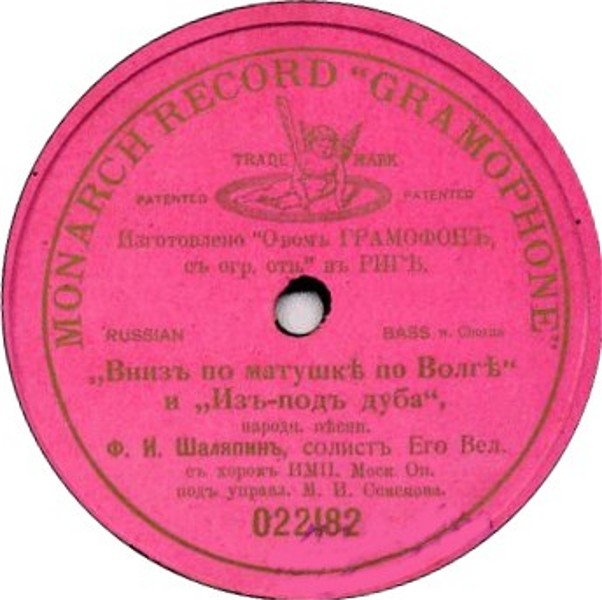 MONARCH RECORD "GRAMOPHONE"
TRADE MARK
PATENTED PATENTED
Изготовлено "О-вомъ ГРАМОФОНЪ,
съ огр. отв." въ РИГѢ.
RUSSIAN BASS w. Chorus
„Внизъ по матушкѣ по Волгѣ“
и „Изъ-подъ дуба“,
народн. пѣсни.
Ф. И. Шаляпинъ, солистъ Его Вел.
съ хоромъ ИМП. Моск. Оп.
подъ управл. М. И. Семенова.
022182